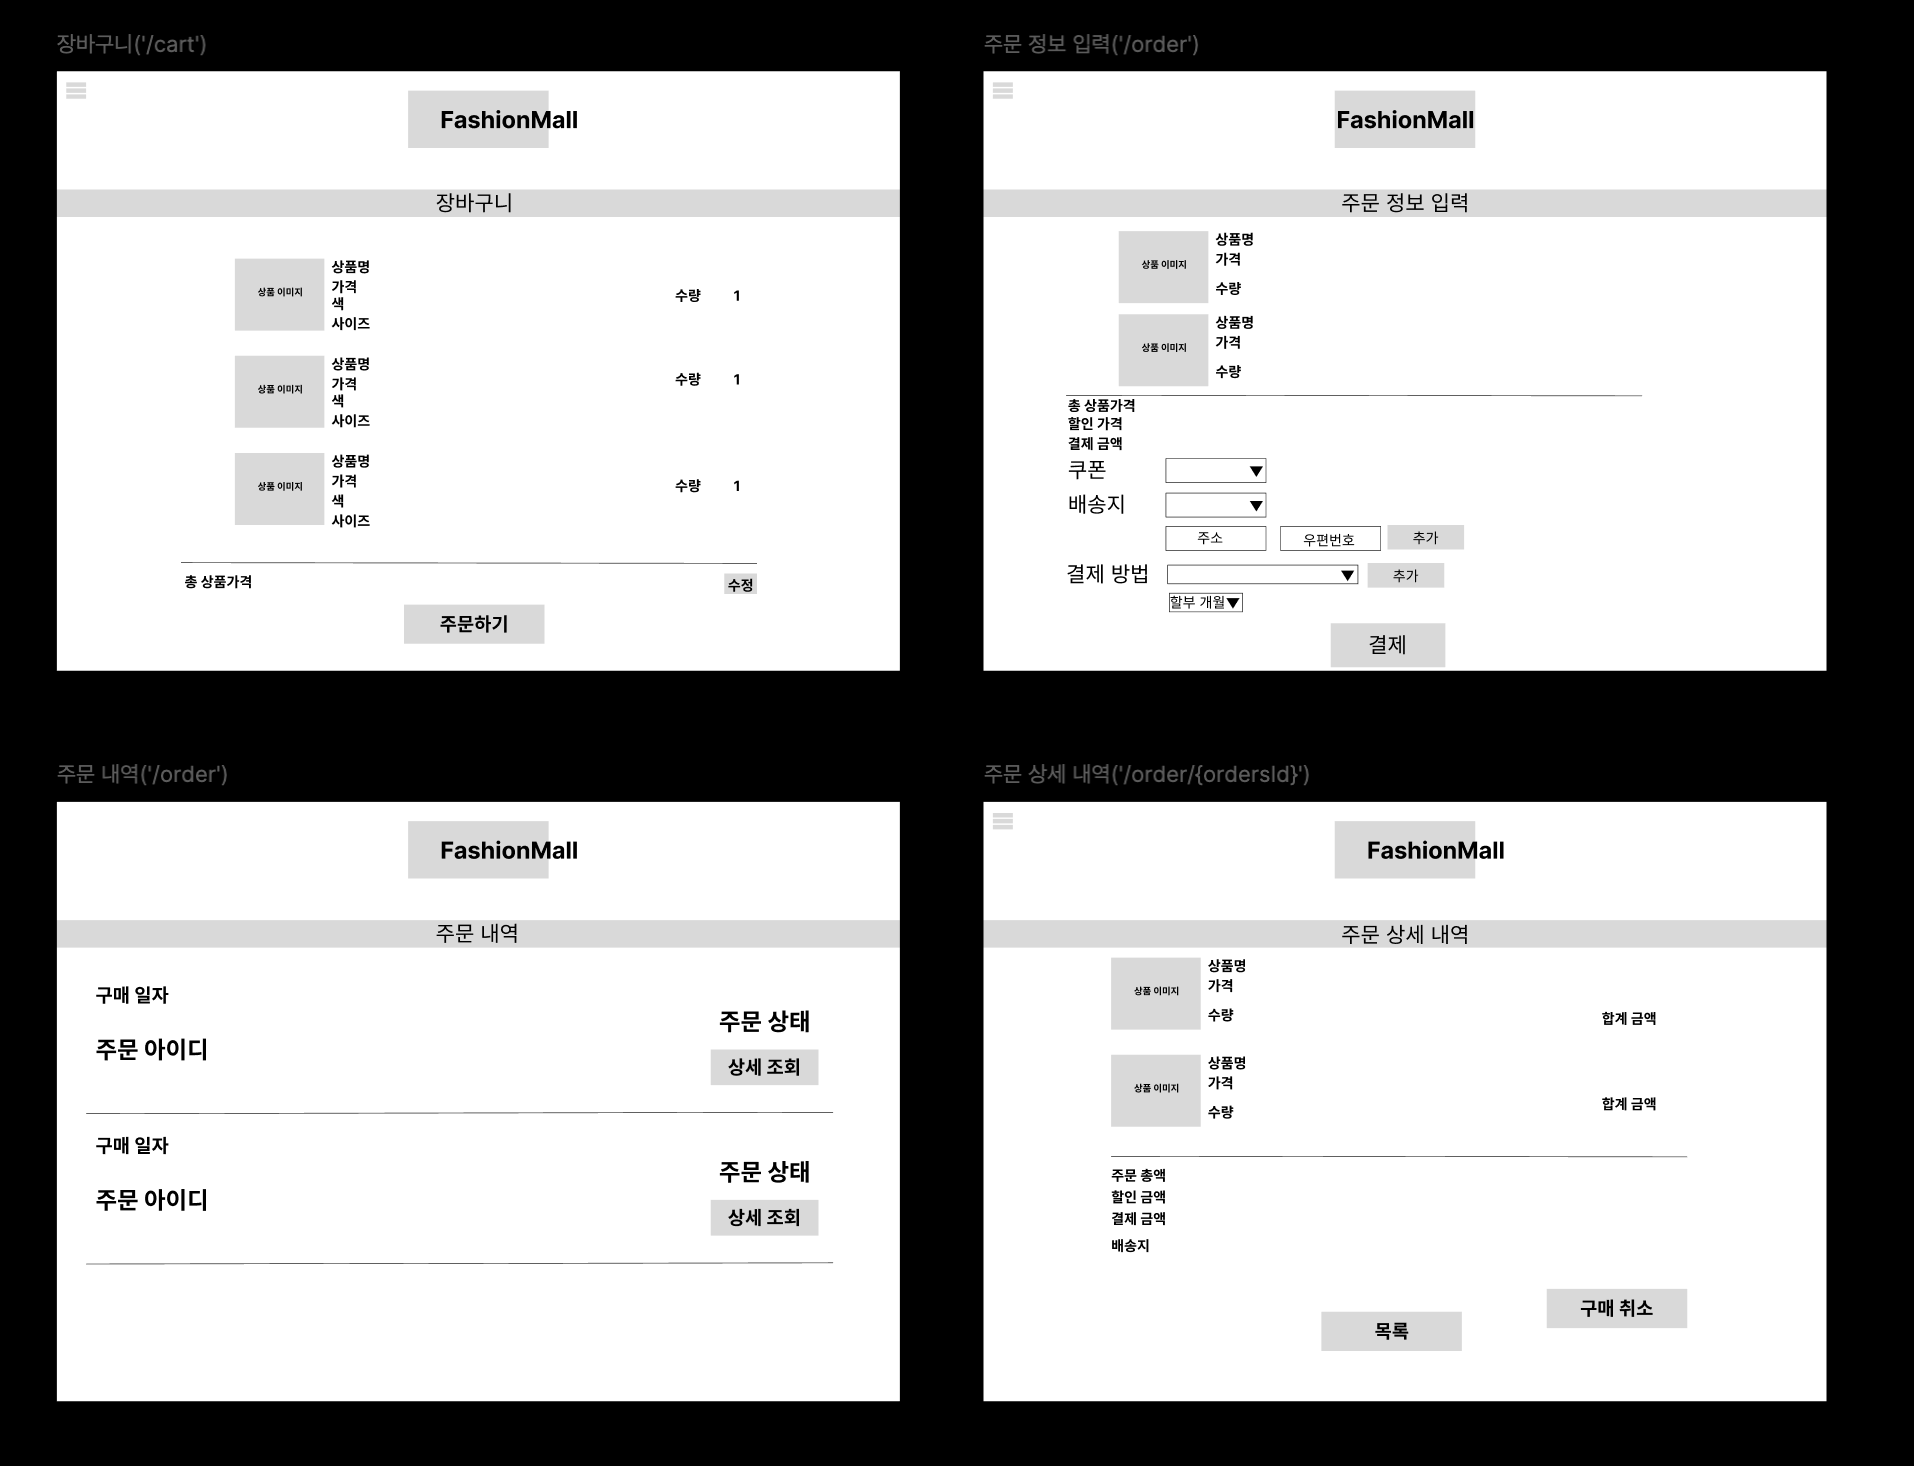 장바구니('/cart')
FashionMall
장바구니
상품 이미지
상품명
가격
색
사이즈
수량 1
상품 이미지
상품명
가격
색
사이즈
수량 1
상품 이미지
상품명
가격
색
사이즈
수량 1
총 상품가격
수정
주문하기
주문 정보 입력('/order')
FashionMall
주문 정보 입력
상품 이미지
상품명
가격
수량
상품 이미지
상품명
가격
수량
총 상품가격
할인 가격
결제 금액
쿠폰
배송지
주소 우편번호 추가
결제 방법 추가
할부 개월
결제
주문 내역('/order')
FashionMall
주문 내역
구매 일자
주문 아이디
주문 상태
상세 조회
구매 일자
주문 아이디
주문 상태
상세 조회
주문 상세 내역('/order/{ordersId}')
FashionMall
주문 상세 내역
상품 이미지
상품명
가격
수량
합계 금액
상품 이미지
상품명
가격
수량
합계 금액
주문 총액
할인 금액
결제 금액
배송지
구매 취소
목록